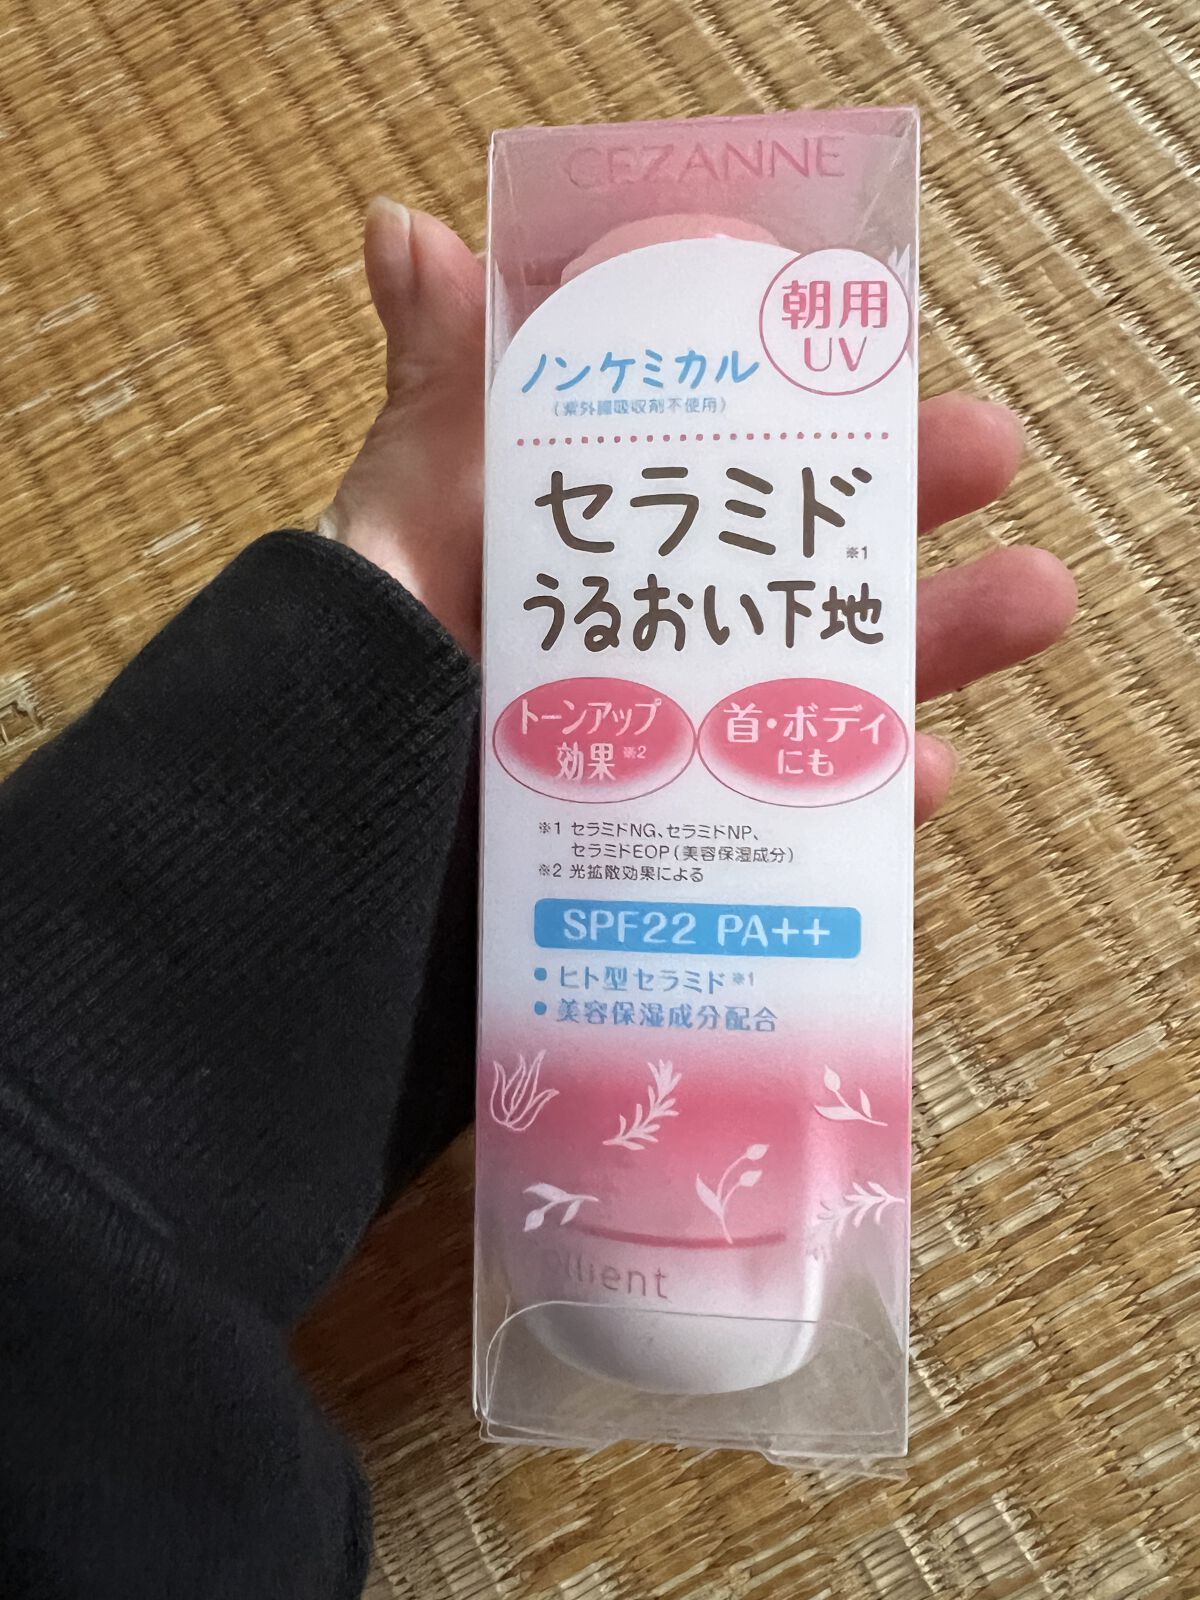 CEZANNE
朝用
UV
ノンケミカル
(紫外線吸収剤不使用)
セラミド※1
うるおい下地
トーンアップ
効果※2
首・ボディ
にも
※1 セラミドNG、セラミドNP、
セラミドEOP(美容保湿成分)
※2 光拡散効果による
SPF22 PA++
• ヒト型セラミド※1
• 美容保湿成分配合